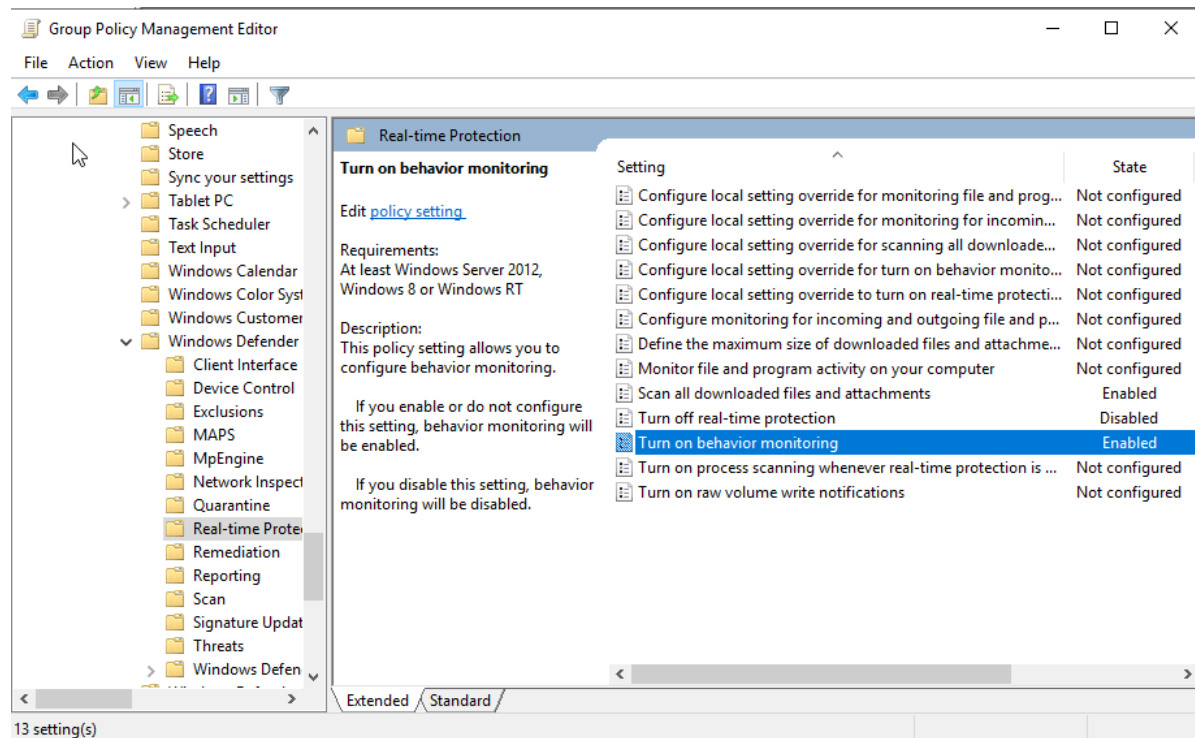 Group Policy Management Editor
File Action View Help
Speech
Store
Sync your settings
Tablet PC
Task Scheduler
Text Input
Windows Calendar
Windows Color Syst
Windows Customer
Windows Defender
Client Interface
Device Control
Exclusions
MAPS
MpEngine
Network Inspect
Quarantine
Real-time Protec
Remediation
Reporting
Scan
Signature Updat
Threats
Windows Defen
Real-time Protection
Turn on behavior monitoring
Edit policy setting
Requirements:
At least Windows Server 2012,
Windows 8 or Windows RT
Description:
This policy setting allows you to
configure behavior monitoring.
If you enable or do not configure
this setting, behavior monitoring will
be enabled.
If you disable this setting, behavior
monitoring will be disabled.
Setting State
Configure local setting override for monitoring file and prog... Not configured
Configure local setting override for monitoring for incomin... Not configured
Configure local setting override for scanning all downloade... Not configured
Configure local setting override for turn on behavior monito... Not configured
Configure local setting override to turn on real-time protecti... Not configured
Configure monitoring for incoming and outgoing file and p... Not configured
Define the maximum size of downloaded files and attachme... Not configured
Monitor file and program activity on your computer Not configured
Scan all downloaded files and attachments Enabled
Turn off real-time protection Disabled
Turn on behavior monitoring Enabled
Turn on process scanning whenever real-time protection is ... Not configured
Turn on raw volume write notifications Not configured
Extended Standard
13 setting(s)